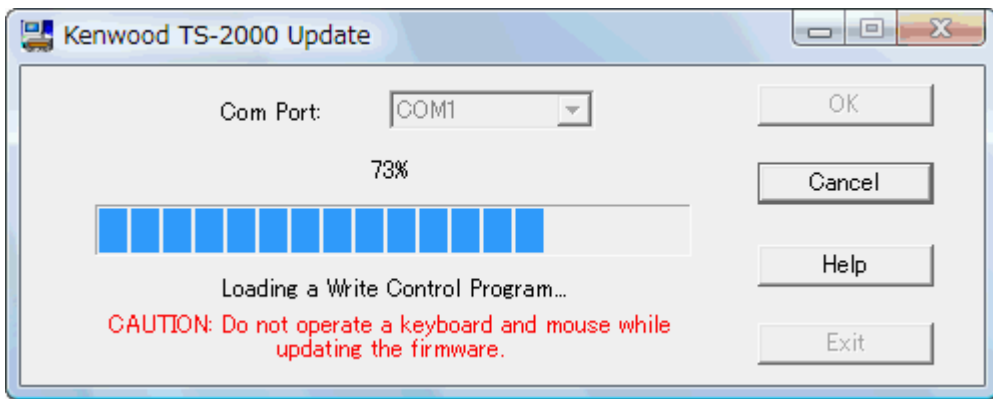 Kenwood TS-2000 Update
Com Port:
COM1
OK
73%
Cancel
Loading a Write Control Program...
Help
CAUTION: Do not operate a keyboard and mouse while
updating the firmware.
Exit